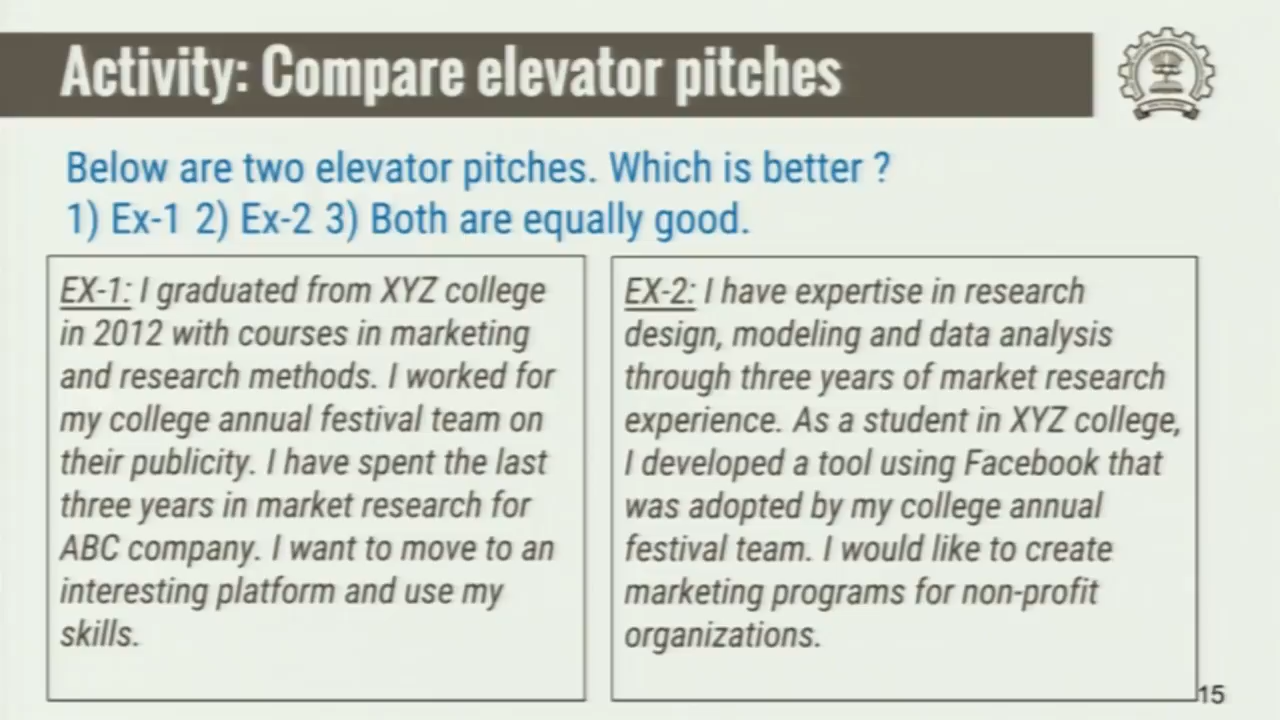 Activity: Compare elevator pitches
Below are two elevator pitches. Which is better ?
1) Ex-1 2) Ex-2 3) Both are equally good.
EX-1: I graduated from XYZ college
in 2012 with courses in marketing
and research methods. I worked for
my college annual festival team on
their publicity. I have spent the last
three years in market research for
ABC company. I want to move to an
interesting platform and use my
skills.
EX-2: I have expertise in research
design, modeling and data analysis
through three years of market research
experience. As a student in XYZ college,
I developed a tool using Facebook that
was adopted by my college annual
festival team. I would like to create
marketing programs for non-profit
organizations.
15